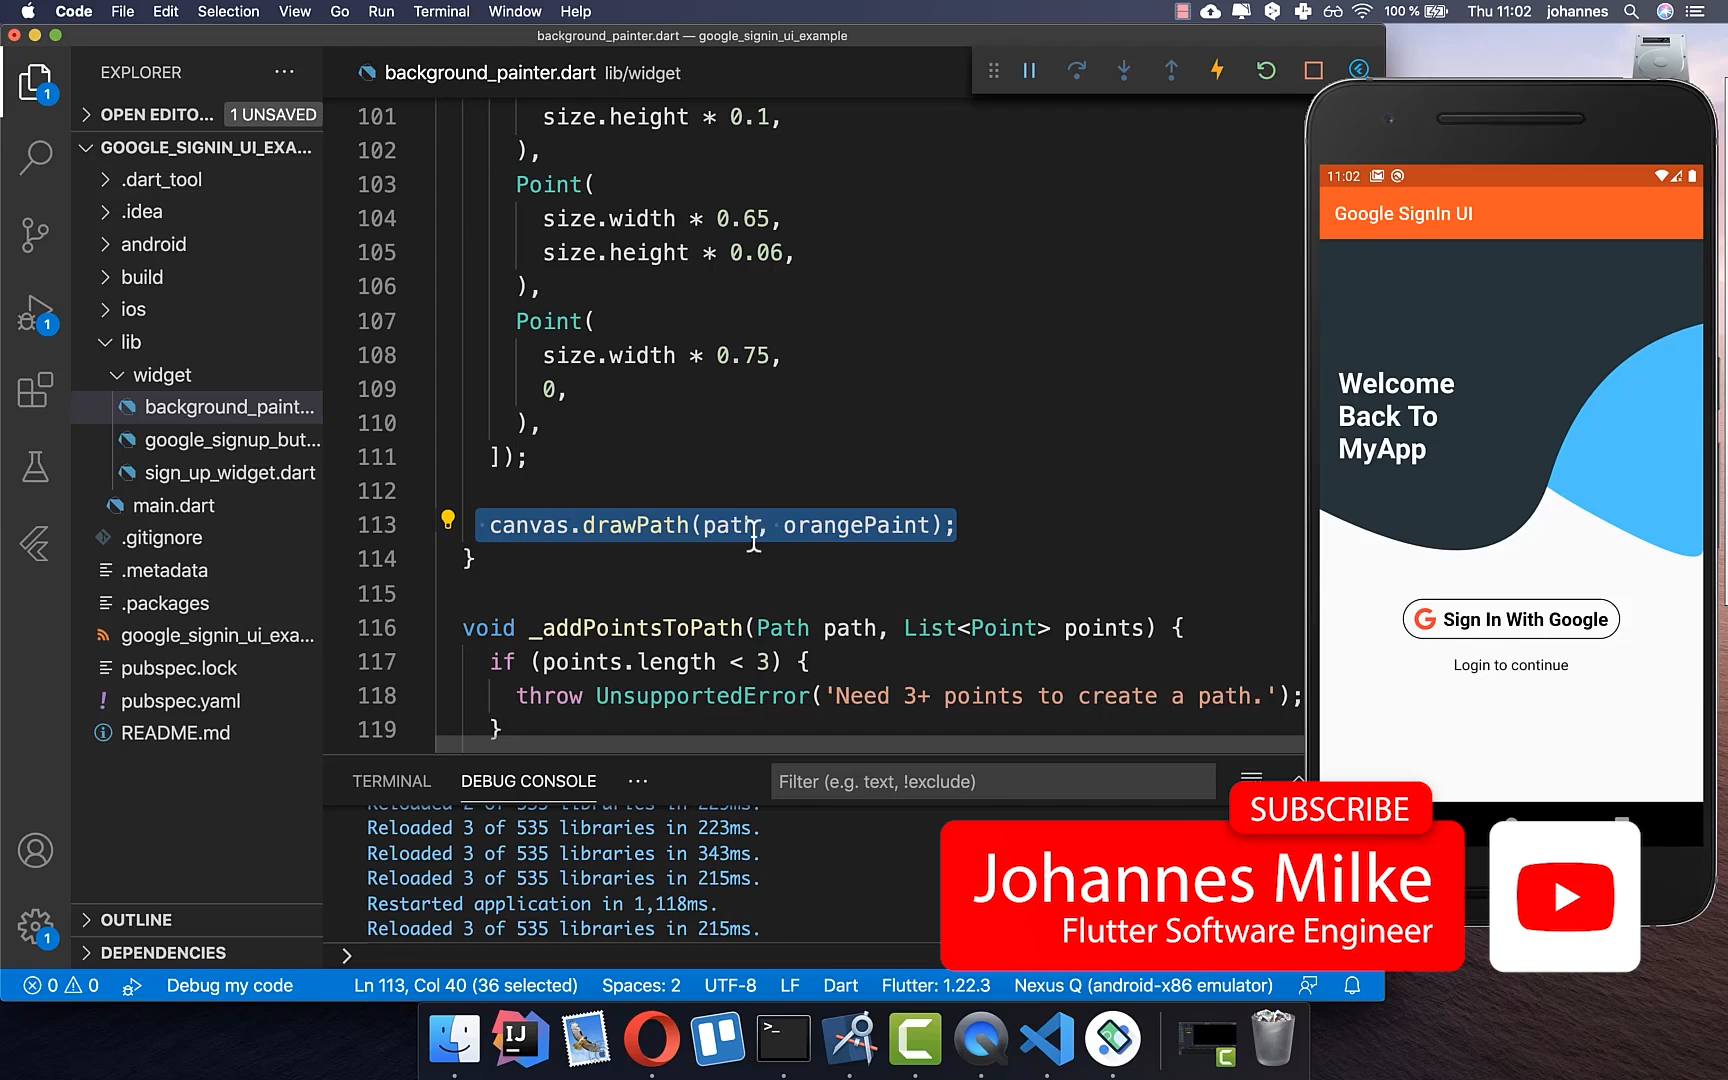 Code File Edit Selection View Go Run Terminal Window Help 100 % Thu 11:02 johannes
background_painter.dart — google_signin_ui_example
EXPLORER
background_painter.dart lib/widget
OPEN EDITO... 1 UNSAVED
GOOGLE_SIGNIN_UI_EXA...
.dart_tool
.idea
android
build
ios
lib
widget
background_paint...
google_signup_but...
sign_up_widget.dart
main.dart
.gitignore
.metadata
.packages
google_signin_ui_exa...
pubspec.lock
pubspec.yaml
README.md
OUTLINE
DEPENDENCIES
1
1
1
101 size.height * 0.1,
102 ),
103 Point(
104 size.width * 0.65,
105 size.height * 0.06,
106 ),
107 Point(
108 size.width * 0.75,
109 0,
110 ),
111 ]);
112
113 canvas.drawPath(path, orangePaint);
114 }
115
116 void _addPointsToPath(Path path, List<Point> points) {
117 if (points.length < 3) {
118 throw UnsupportedError('Need 3+ points to create a path.');
119 }
TERMINAL DEBUG CONSOLE Filter (e.g. text, !exclude)
Reloaded 3 of 535 libraries in 223ms.
Reloaded 3 of 535 libraries in 343ms.
Reloaded 3 of 535 libraries in 215ms.
Restarted application in 1,118ms.
Reloaded 3 of 535 libraries in 215ms.
11:02
Google SignIn UI
Welcome
Back To
MyApp
G Sign In With Google
Login to continue
SUBSCRIBE
Johannes Milke
Flutter Software Engineer
0 0 Debug my code Ln 113, Col 40 (36 selected) Spaces: 2 UTF-8 LF Dart Flutter: 1.22.3 Nexus Q (android-x86 emulator)
IJ
>_
C
C